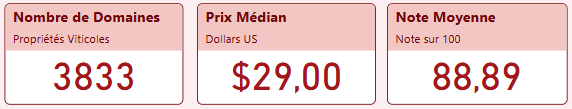 Nombre de Domaines
Propriétés Viticoles
3833
Prix Médian
Dollars US
$29,00
Note Moyenne
Note sur 100
88,89